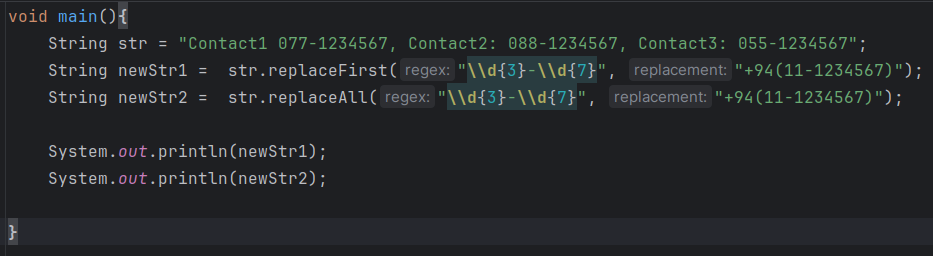 void main(){
    String str = "Contact1 077-1234567, Contact2: 088-1234567, Contact3: 055-1234567";
    String newStr1 =  str.replaceFirst( regex: "\\d{3}-\\d{7}", replacement: "+94(11-1234567)");
    String newStr2 =  str.replaceAll( regex: "\\d{3}-\\d{7}", replacement: "+94(11-1234567)");
    System.out.println(newStr1);
    System.out.println(newStr2);
}